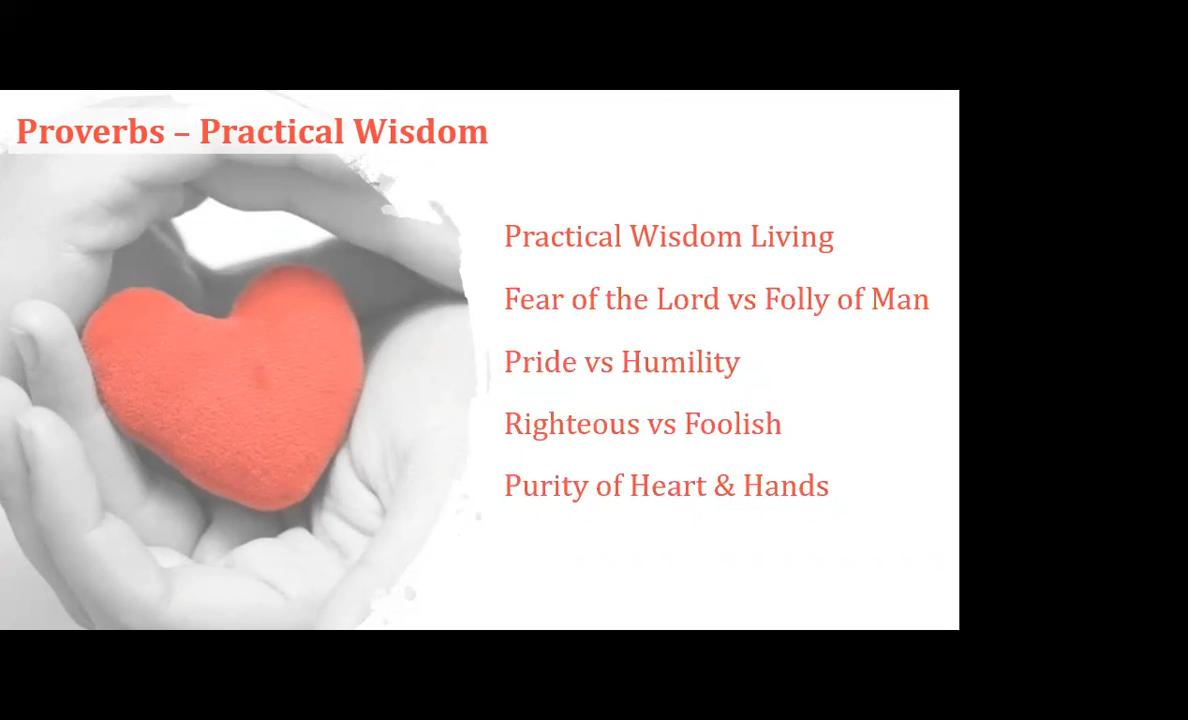 Proverbs – Practical Wisdom
Practical Wisdom Living
Fear of the Lord vs Folly of Man
Pride vs Humility
Righteous vs Foolish
Purity of Heart & Hands